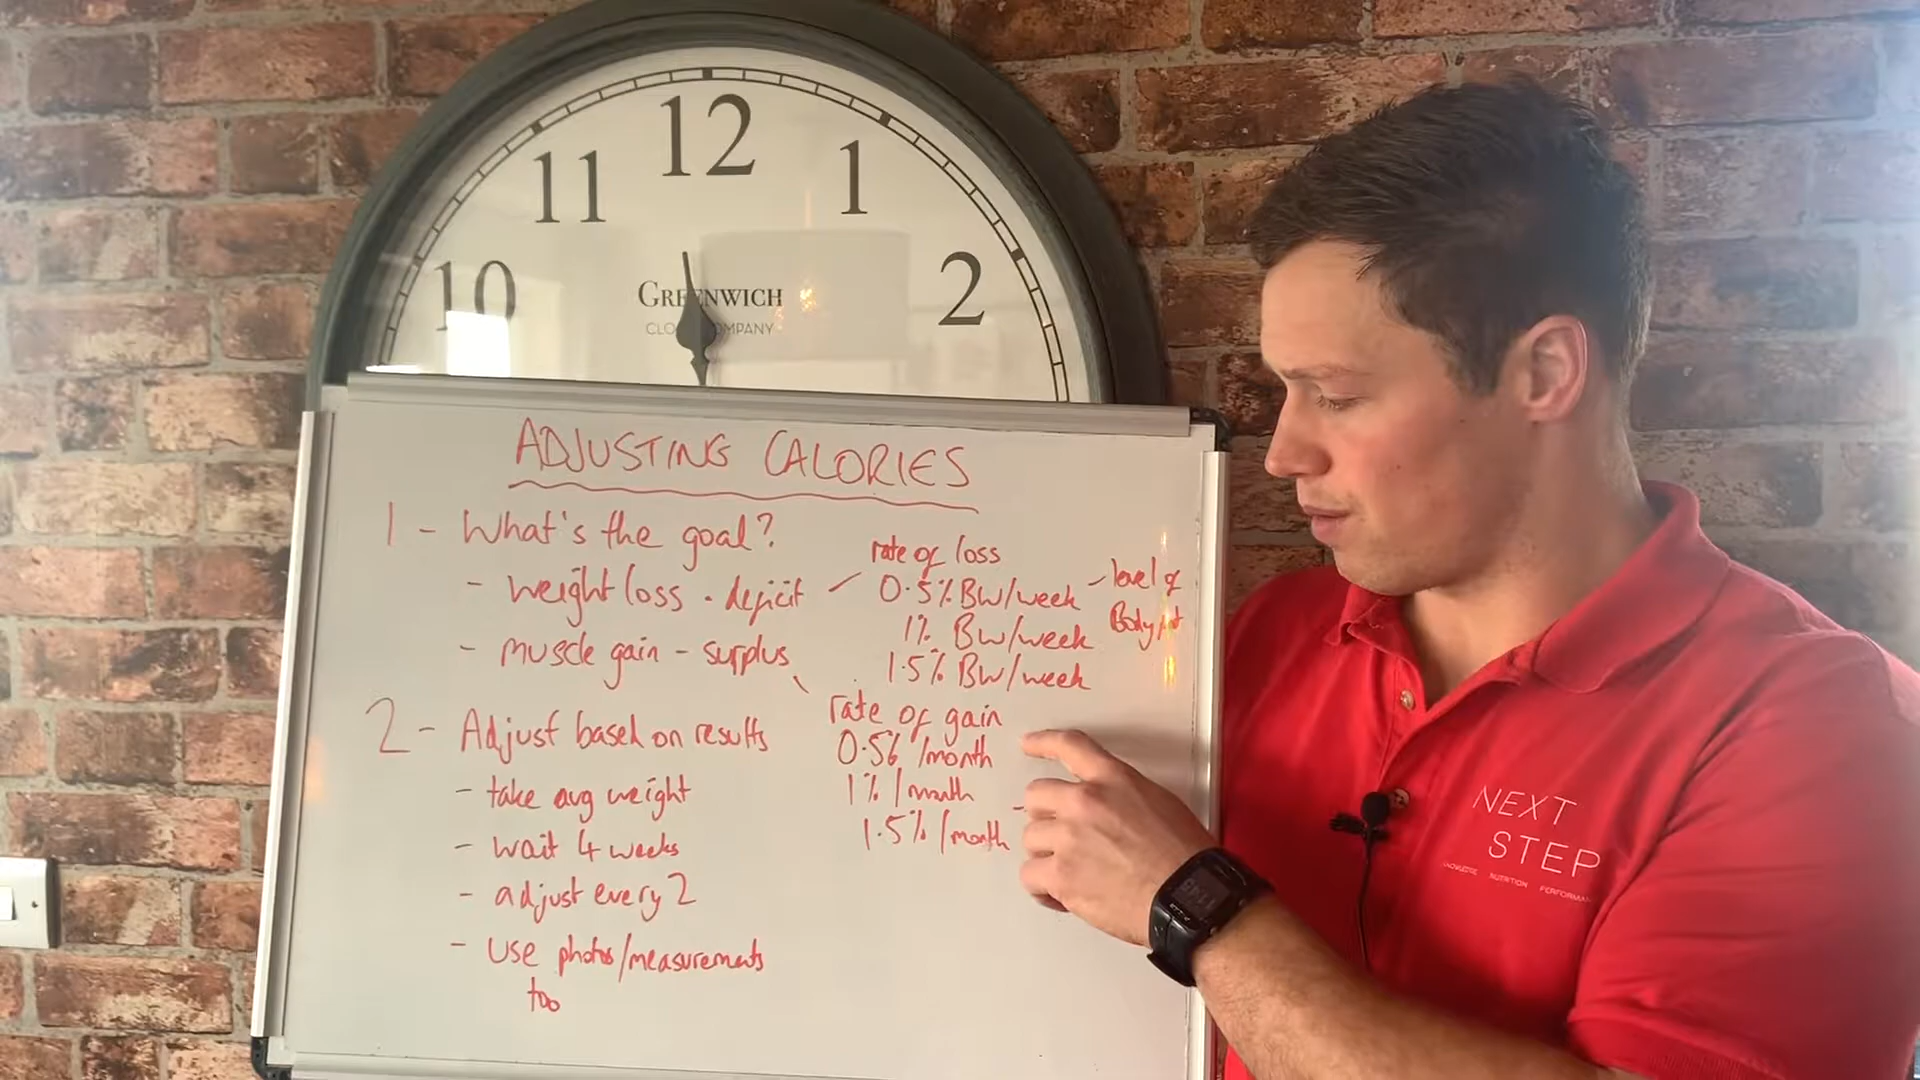 12
11
1
10
2
GREENWICH
CLOCK COMPANY
ADJUSTING CALORIES
1 - What's the goal?
- weight loss - deficit
- muscle gain - surplus
rate of loss
0.5% BW/week - level of
Body fat
1% BW/week
1.5% BW/week
rate of gain
0.5% /month
1% /month
1.5% /month
2 - Adjust based on results
- take avg weight
- wait 4 weeks
- adjust every 2
- use photos/measurements
too
NEXT
STEP
KNOWLEDGE NUTRITION PERFORMAN